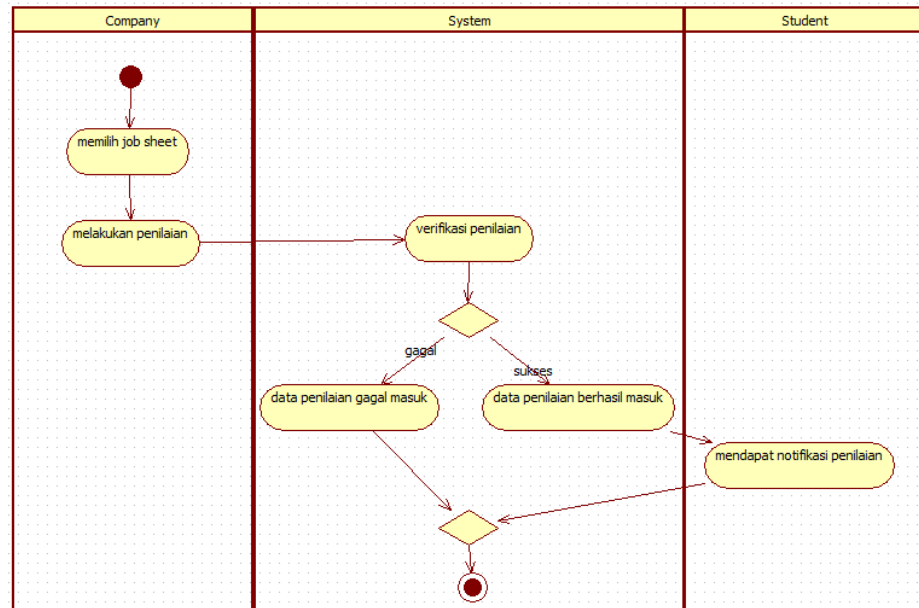 Company
System
Student
memilih job sheet
melakukan penilaian
verifikasi penilaian
gagal
sukses
data penilaian gagal masuk
data penilaian berhasil masuk
mendapat notifikasi penilaian